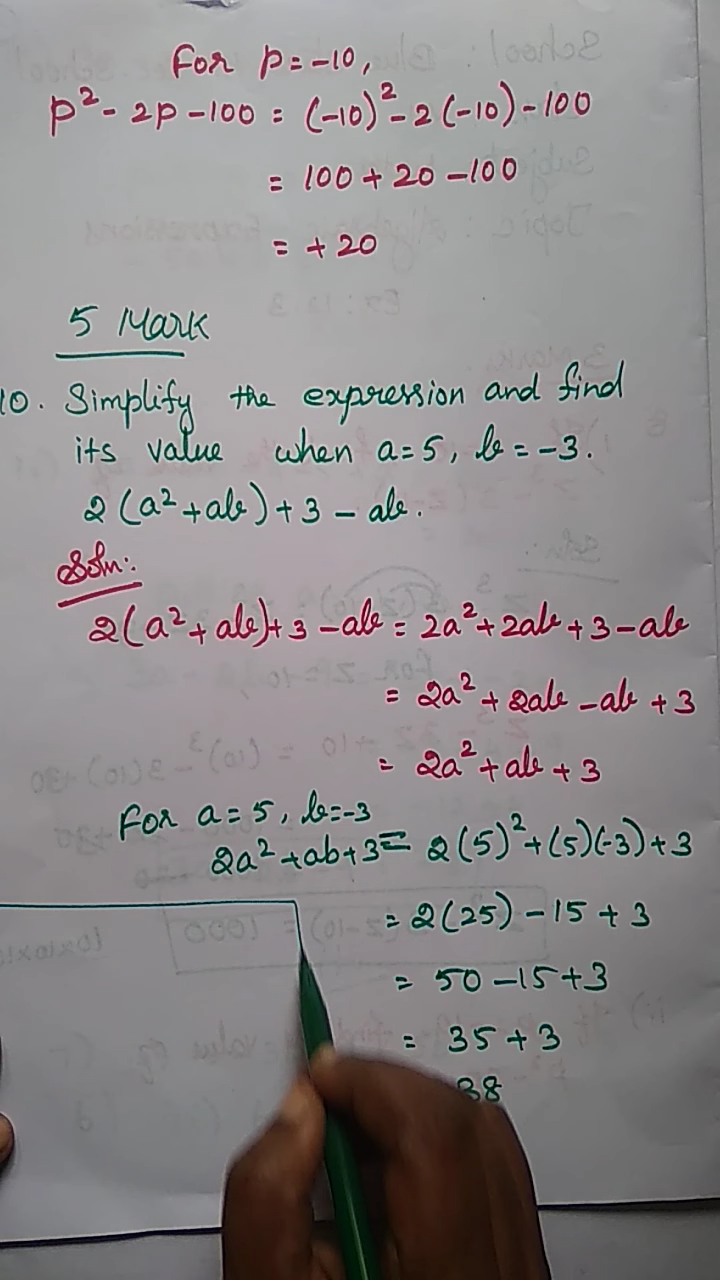 For p = -10,
p² - 2p - 100 = (-10)² - 2(-10) - 100
= 100 + 20 - 100
= + 20
5 Mark
10. Simplify the expression and find
its value when a = 5, b = -3.
2(a² + ab) + 3 - ab.
Soln:
2(a² + ab) + 3 - ab = 2a² + 2ab + 3 - ab
= 2a² + 2ab - ab + 3
= 2a² + ab + 3
For a = 5, b = -3
2a² + ab + 3 = 2(5)² + (5)(-3) + 3
= 2(25) - 15 + 3
= 50 - 15 + 3
= 35 + 3
38